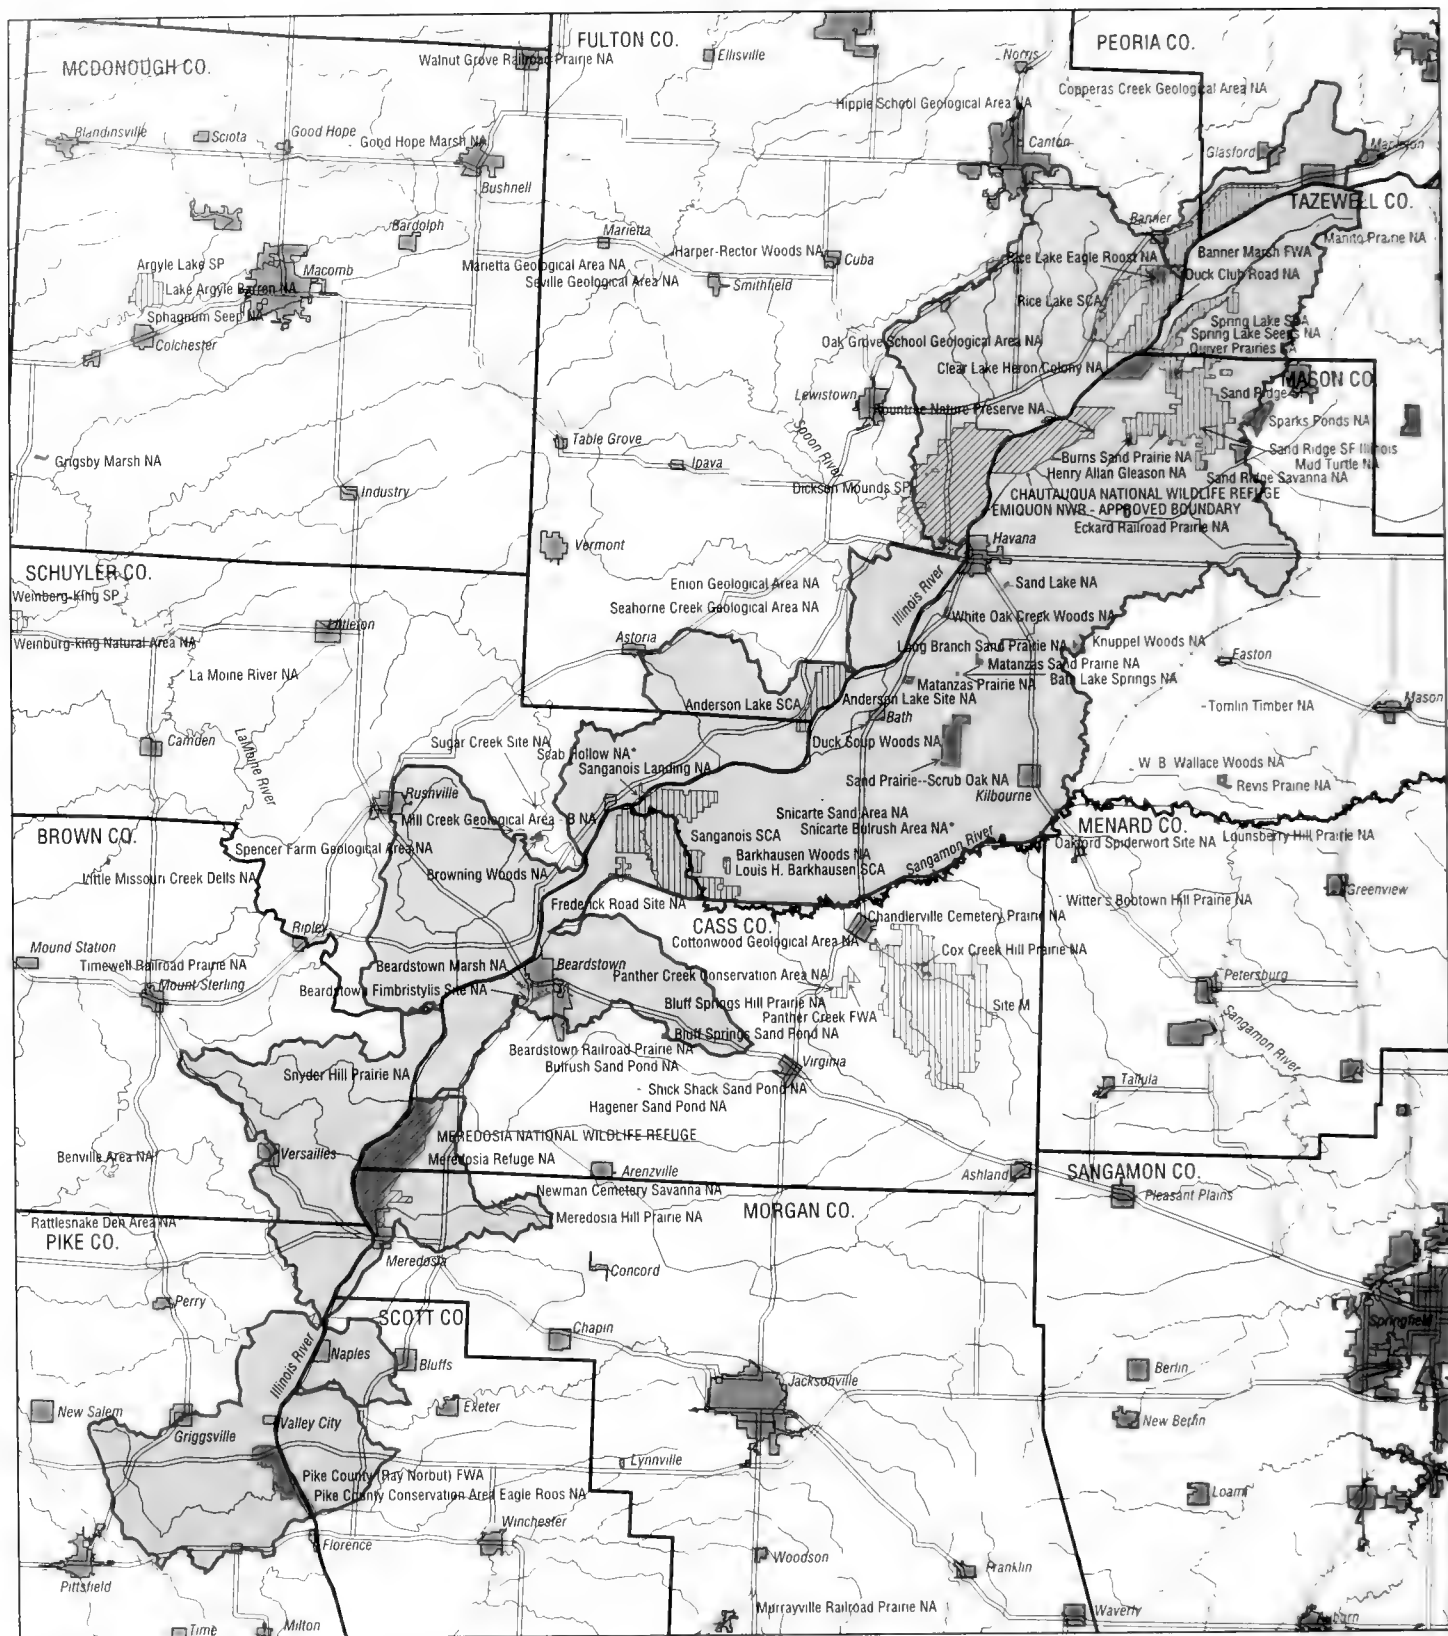 FULTON CO.
PEORIA CO.
MCDONOUGH CO.
Walnut Grove Railroad Prairie NA
Ellisville
Norris
Copperas Creek Geological Area NA
Hipple School Geological Area NA
Blandinsville
Sciota
Good Hope
Good Hope Marsh NA
Canton
Glasford
Mapleton
Bushnell
TAZEWELL CO.
Banner
Bardolph
Marietta
Harper-Rector Woods NA
Cuba
Banner Marsh FWA
Manito Prairie NA
Argyle Lake SP
Macomb
Marietta Geological Area NA
Seville Geological Area NA
Smithfield
Rice Lake Eagle Roost NA
Duck Club Road NA
Lake Argyle Barren NA
Rice Lake SCA
Sphagnum Seep NA
Spring Lake SCA
Spring Lake Seeps NA
Colchester
Oak Grove School Geological Area NA
Quiver Prairies NA
Clear Lake Heron Colony NA
MASON CO.
Lewistown
Rountree Nature Preserve NA
Sand Ridge SF
Sparks Ponds NA
Spoon River
Table Grove
Ipava
Grigsby Marsh NA
Burns Sand Prairie NA
Sand Ridge SF Illinois
Mud Turtle NA
Henry Allan Gleason NA
Sand Ridge Savanna NA
Industry
Dickson Mounds SP
CHAUTAUQUA NATIONAL WILDLIFE REFUGE
EMIQUON NWR - APPROVED BOUNDARY
Eckard Railroad Prairie NA
Vermont
Havana
SCHUYLER CO.
Weinberg-king SP
Enion Geological Area NA
Sand Lake NA
Seahorne Creek Geological Area NA
Illinois River
White Oak Creek Woods NA
Littleton
Weinburg-king Natural Area NA
Astoria
Long Branch Sand Prairie NA
Knuppel Woods NA
Easton
La Moine River NA
Matanzas Sand Prairie NA
Bath Lake Springs NA
Matanzas Prairie NA
Anderson Lake SCA
Anderson Lake Site NA
Tomlin Timber NA
Mason
Bath
Camden
LaMoine River
Sugar Creek Site NA
Scab Hollow NA*
Duck Soup Woods NA
Sanganois Landing NA
W B Wallace Woods NA
Sand Prairie--Scrub Oak NA
Kilbourne
Revis Prairie NA
Rushville
Mill Creek Geological Area - B NA
Snicarte Sand Area NA
Snicarte Bulrush Area NA*
MENARD CO.
BROWN CO.
Sanganois SCA
Lounsberry Hill Prairie NA
Oakford Spiderwort Site NA
Spencer Farm Geological Area NA
Barkhausen Woods NA
Louis H. Barkhausen SCA
Sangamon River
Little Missouri Creek Dells NA
Browning Woods NA
Greenview
Frederick Road Site NA
Witter's Bobtown Hill Prairie NA
CASS CO.
Chandlerville Cemetery Prairie NA
Ripley
Cottonwood Geological Area NA
Cox Creek Hill Prairie NA
Mound Station
Timewell Railroad Prairie NA
Beardstown Marsh NA
Beardstown
Panther Creek Conservation Area NA
Petersburg
Mount Sterling
Beardstown Fimbristylis Site NA
Bluff Springs Hill Prairie NA
Site M
Panther Creek FWA
Bluff Springs Sand Pond NA
Sangamon River
Beardstown Railroad Prairie NA
Bulrush Sand Pond NA
Virginia
Snyder Hill Prairie NA
Shick Shack Sand Pond NA
Tallula
Hagener Sand Pond NA
MEREDOSIA NATIONAL WILDLIFE REFUGE
Benville Area NA
Versailles
Meredosia Refuge NA
Arenzville
Ashland
SANGAMON CO.
Newman Cemetery Savanna NA
Pleasant Plains
Rattlesnake Den Area NA
Meredosia Hill Prairie NA
MORGAN CO.
PIKE CO.
Meredosia
Concord
Perry
SCOTT CO.
Chapin
Springfield
Illinois River
Naples
Bluffs
Berlin
Jacksonville
New Salem
Valley City
Exeter
New Berlin
Griggsville
Lynnville
Pike County (Ray Norbut) FWA
Pike County Conservation Area Eagle Roos NA
Loami
Winchester
Florence
Pittsfield
Woodson
Franklin
Murrayville Railroad Prairie NA
Waverly
Auburn
Time
Milton